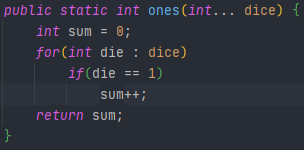 public static int ones(int... dice) {
    int sum = 0;
    for(int die : dice)
        if(die == 1)
            sum++;
    return sum;
}